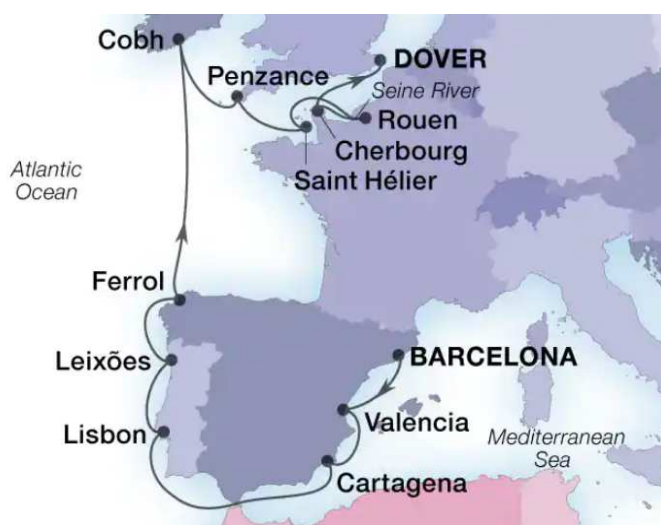 Cobh
DOVER
Penzance
Seine River
Rouen
Cherbourg
Saint Hélier
Atlantic
Ocean
Ferrol
Leixões
BARCELONA
Valencia
Lisbon
Mediterranean
Sea
Cartagena